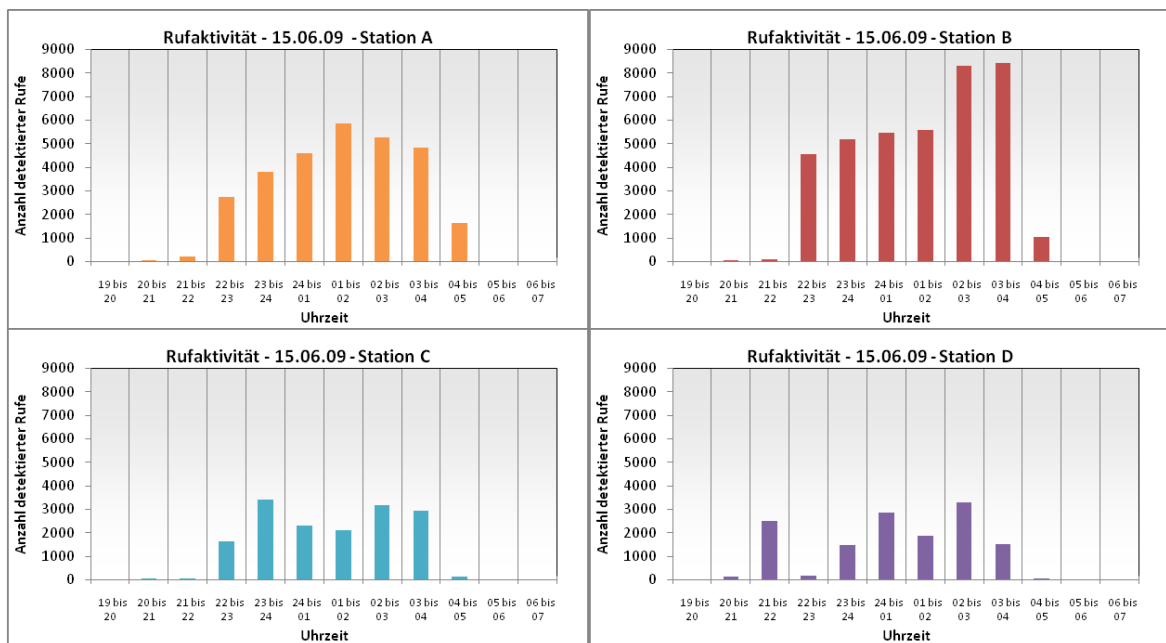 Rufaktivität - 15.06.09 - Station A
Anzahl detektierter Rufe
9000
8000
7000
6000
5000
4000
3000
2000
1000
0
19 bis 20 bis 21 bis 22 bis 23 bis 24 bis 01 bis 02 bis 03 bis 04 bis 05 bis 06 bis
20 21 22 23 24 01 02 03 04 05 06 07
Uhrzeit
Rufaktivität - 15.06.09 - Station B
Anzahl detektierter Rufe
9000
8000
7000
6000
5000
4000
3000
2000
1000
0
19 bis 20 bis 21 bis 22 bis 23 bis 24 bis 01 bis 02 bis 03 bis 04 bis 05 bis 06 bis
20 21 22 23 24 01 02 03 04 05 06 07
Uhrzeit
Rufaktivität - 15.06.09 - Station C
Anzahl detektierter Rufe
9000
8000
7000
6000
5000
4000
3000
2000
1000
0
19 bis 20 bis 21 bis 22 bis 23 bis 24 bis 01 bis 02 bis 03 bis 04 bis 05 bis 06 bis
20 21 22 23 24 01 02 03 04 05 06 07
Uhrzeit
Rufaktivität - 15.06.09 - Station D
Anzahl detektierter Rufe
9000
8000
7000
6000
5000
4000
3000
2000
1000
0
19 bis 20 bis 21 bis 22 bis 23 bis 24 bis 01 bis 02 bis 03 bis 04 bis 05 bis 06 bis
20 21 22 23 24 01 02 03 04 05 06 07
Uhrzeit